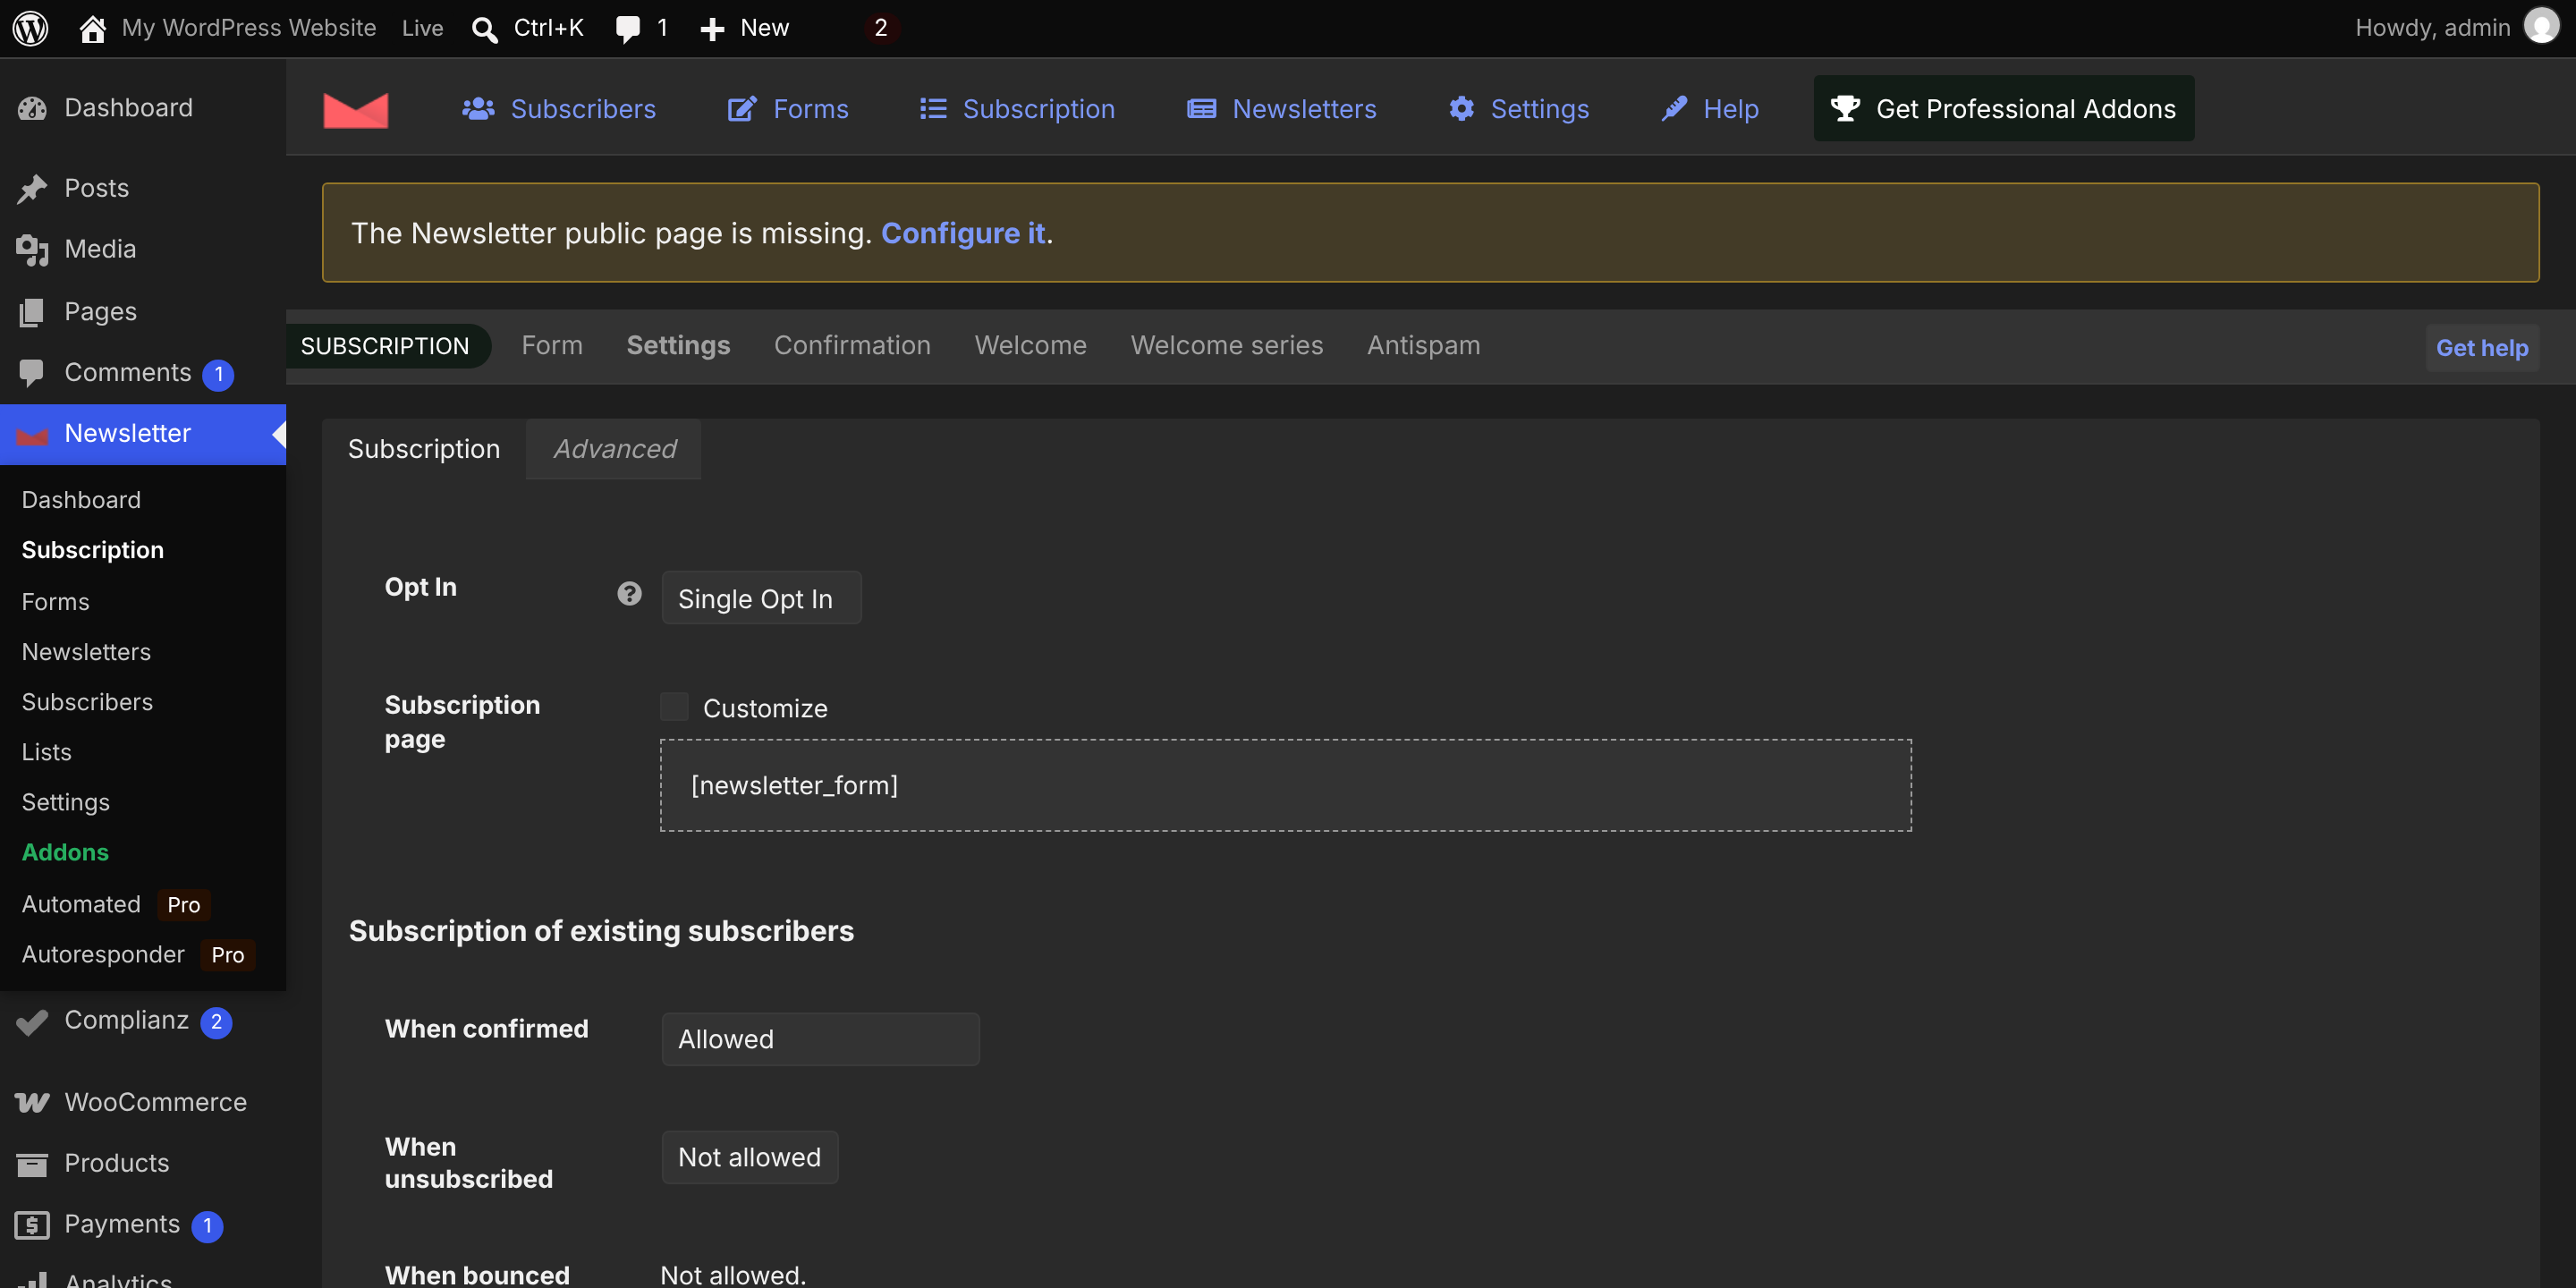 My WordPress Website
Live
Ctrl+K
1
New
2
Howdy, admin
Dashboard
Posts
Media
Pages
Comments 1
Newsletter
Dashboard
Subscription
Forms
Newsletters
Subscribers
Lists
Settings
Addons
Automated Pro
Autoresponder Pro
Complianz 2
WooCommerce
Products
Payments 1
Analytics
Subscribers
Forms
Subscription
Newsletters
Settings
Help
Get Professional Addons
The Newsletter public page is missing. Configure it.
SUBSCRIPTION
Form
Settings
Confirmation
Welcome
Welcome series
Antispam
Get help
Subscription
Advanced
Opt In
Single Opt In
Subscription
page
Customize
[newsletter_form]
Subscription of existing subscribers
When confirmed
Allowed
When
unsubscribed
Not allowed
When bounced
Not allowed.